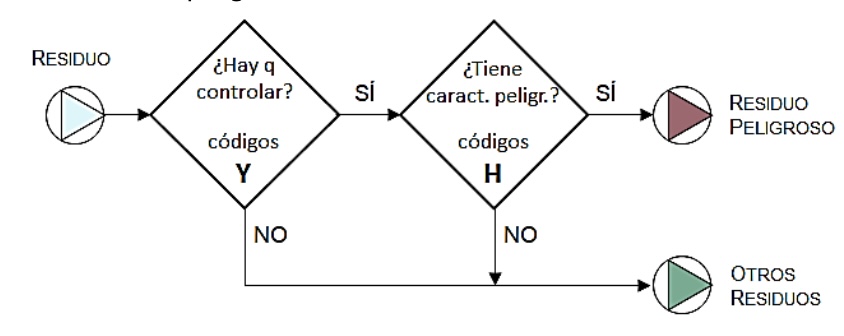 RESIDUO
¿Hay q
controlar?
códigos
Y
SÍ
¿Tiene
caract. peligr.?
códigos
H
SÍ
RESIDUO
PELIGROSO
NO
NO
OTROS
RESIDUOS